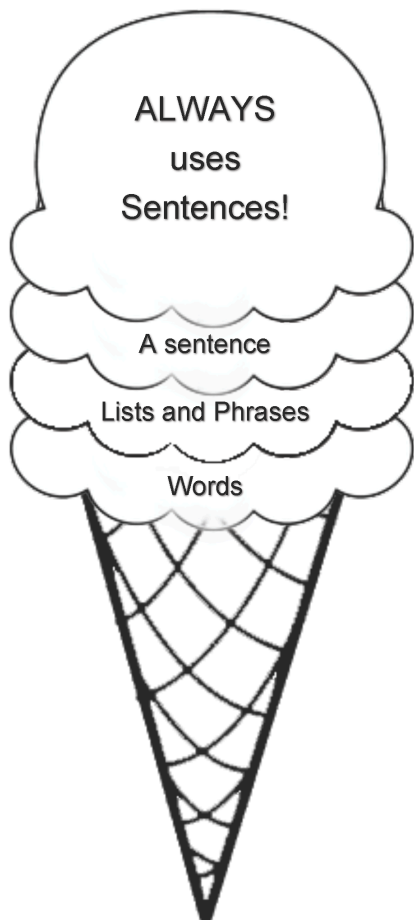 ALWAYS
uses
Sentences!
A sentence
Lists and Phrases
Words